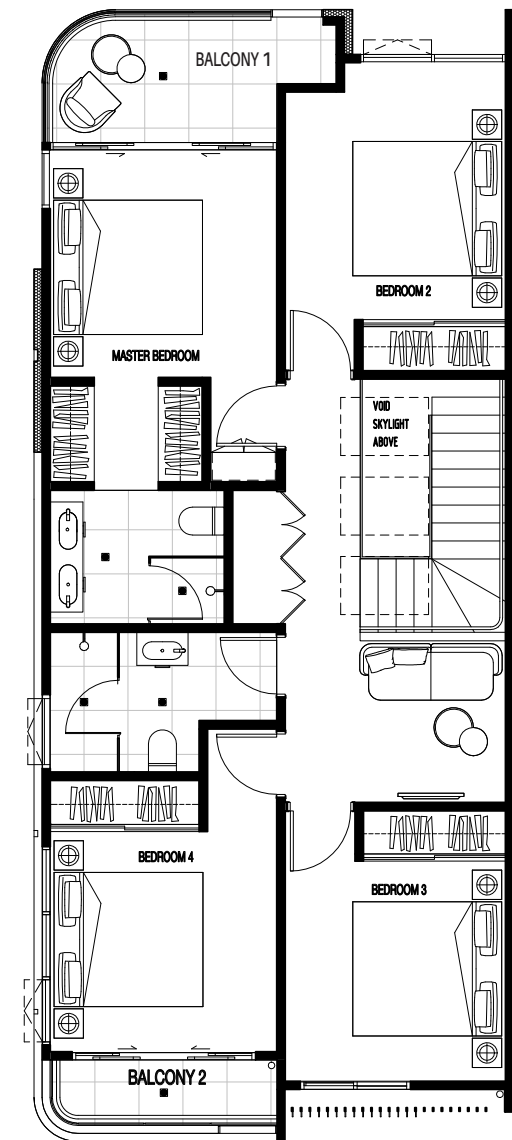 BALCONY 1
BEDROOM 2
MASTER BEDROOM
VOID
SKYLIGHT
ABOVE
BEDROOM 4
BEDROOM 3
BALCONY 2